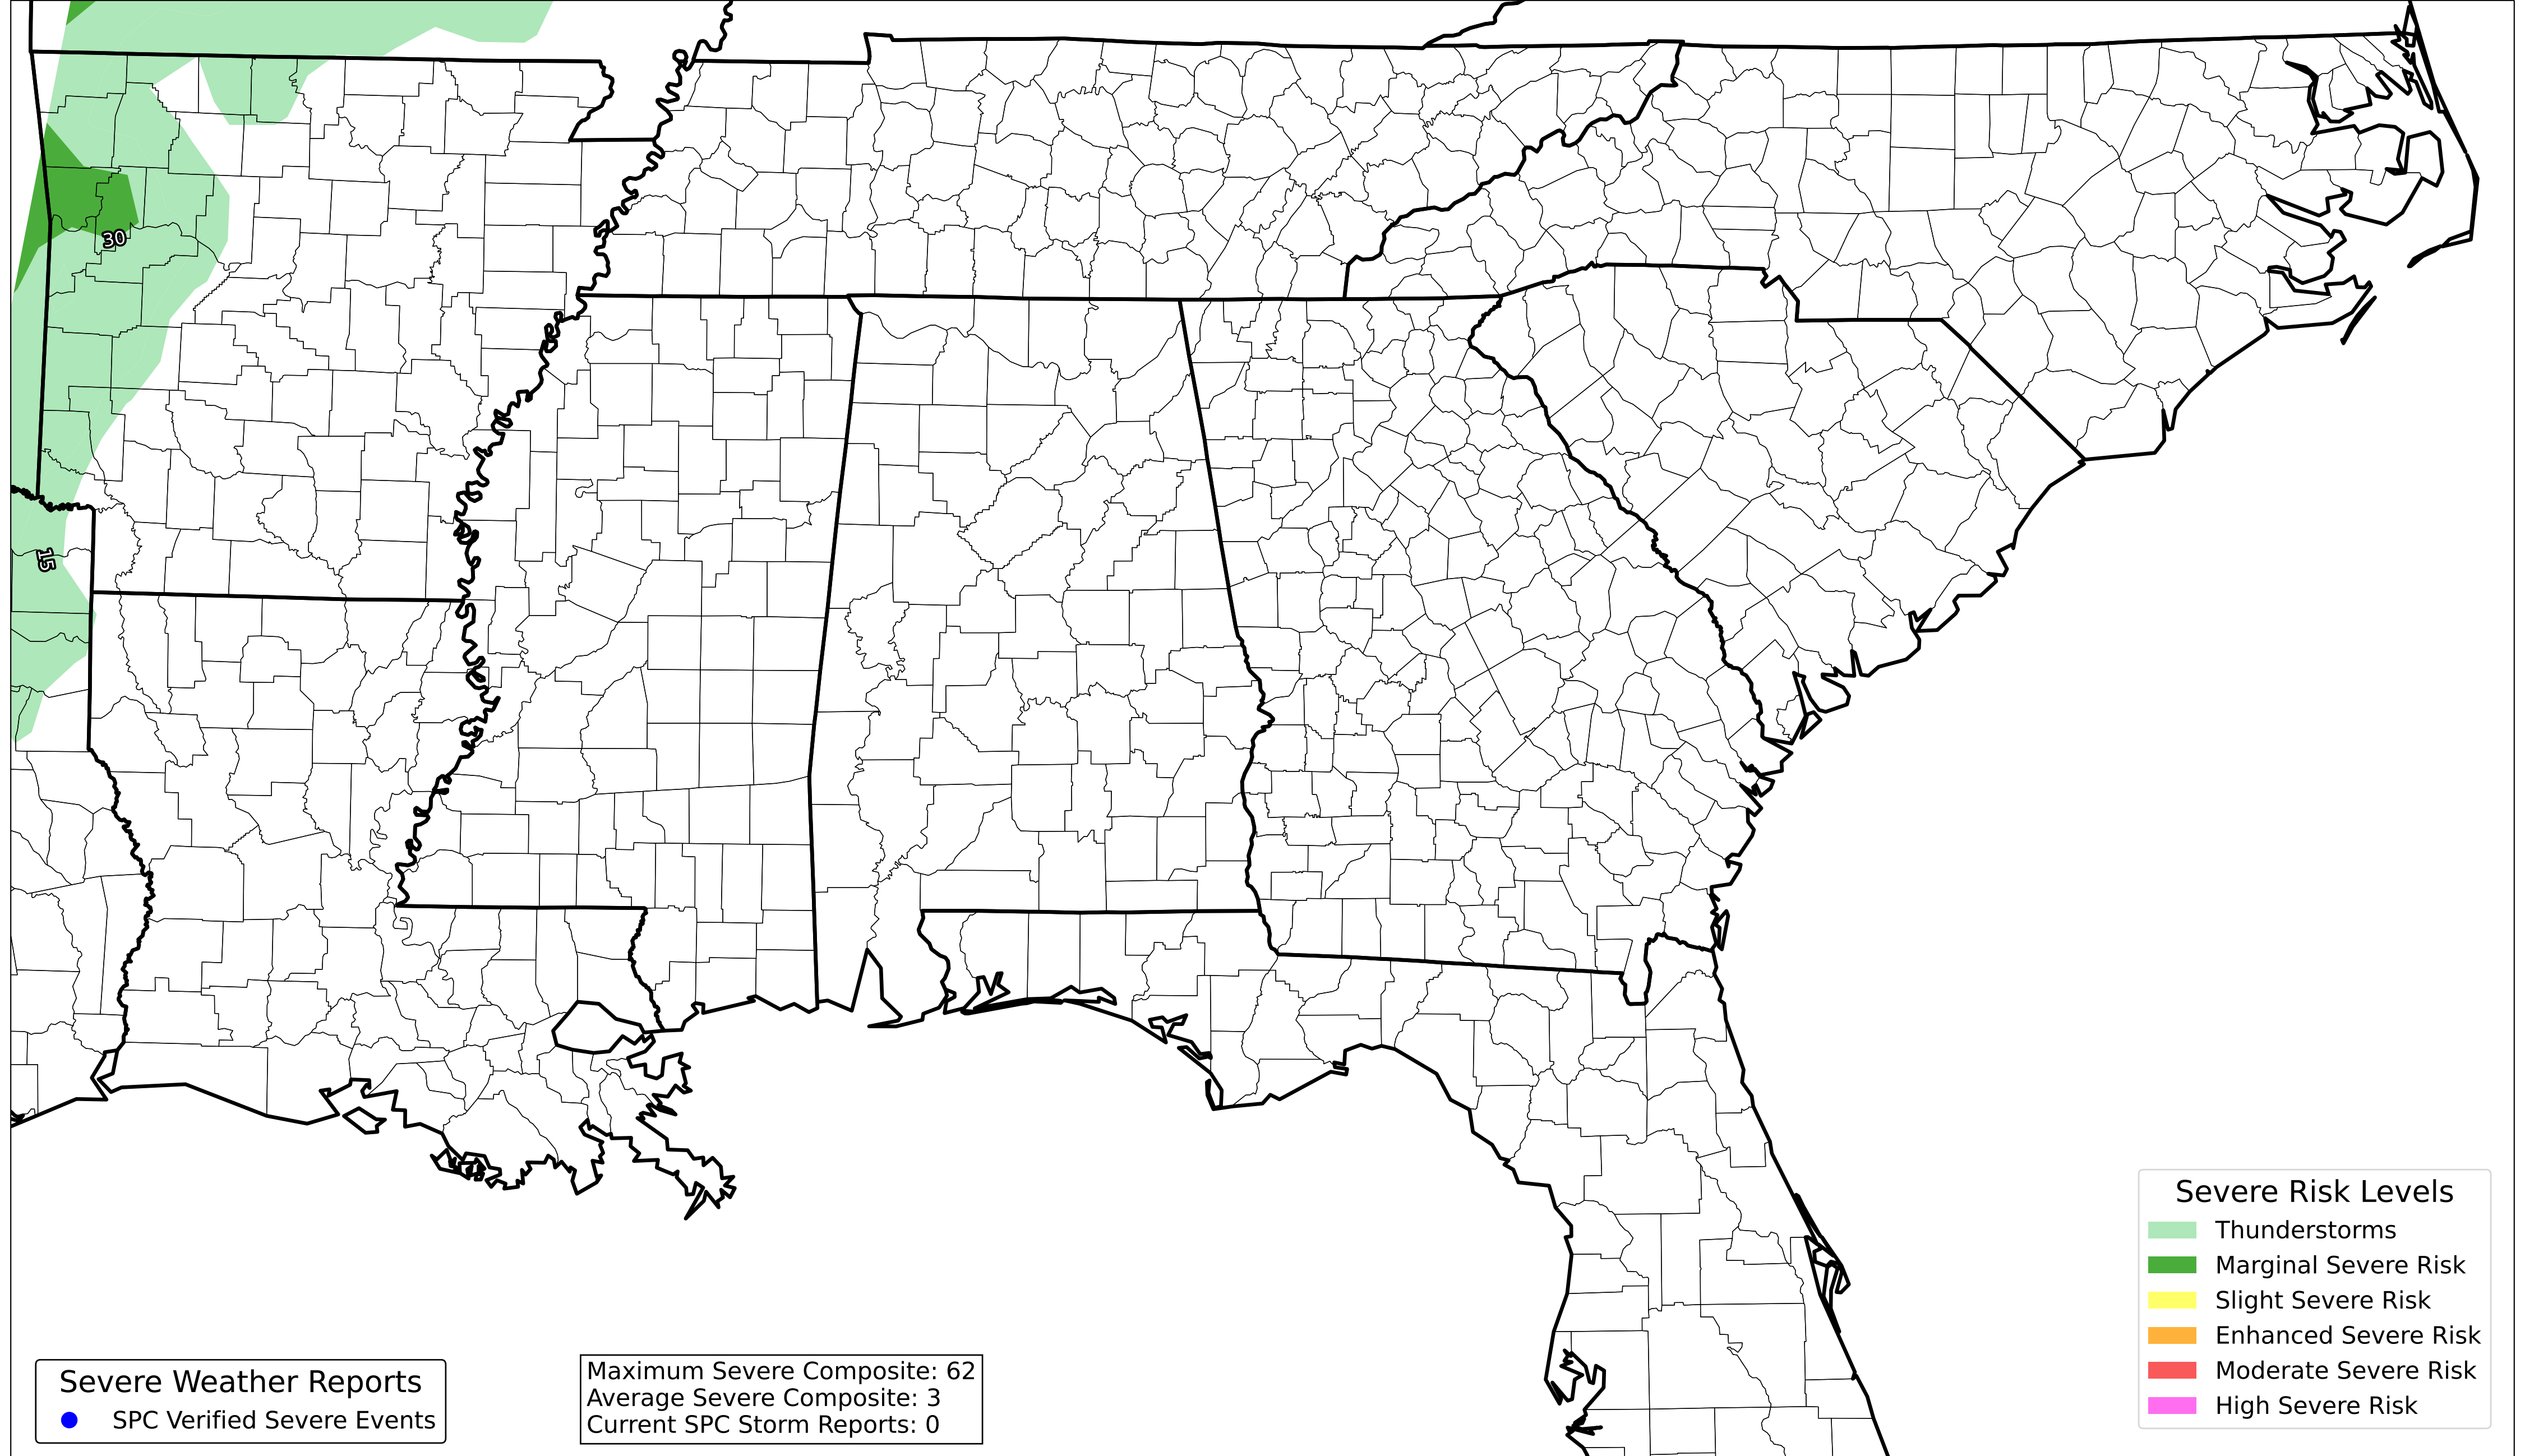 30
15
Severe Risk Levels
Thunderstorms
Marginal Severe Risk
Slight Severe Risk
Enhanced Severe Risk
Moderate Severe Risk
High Severe Risk
Severe Weather Reports
SPC Verified Severe Events
Maximum Severe Composite: 62
Average Severe Composite: 3
Current SPC Storm Reports: 0